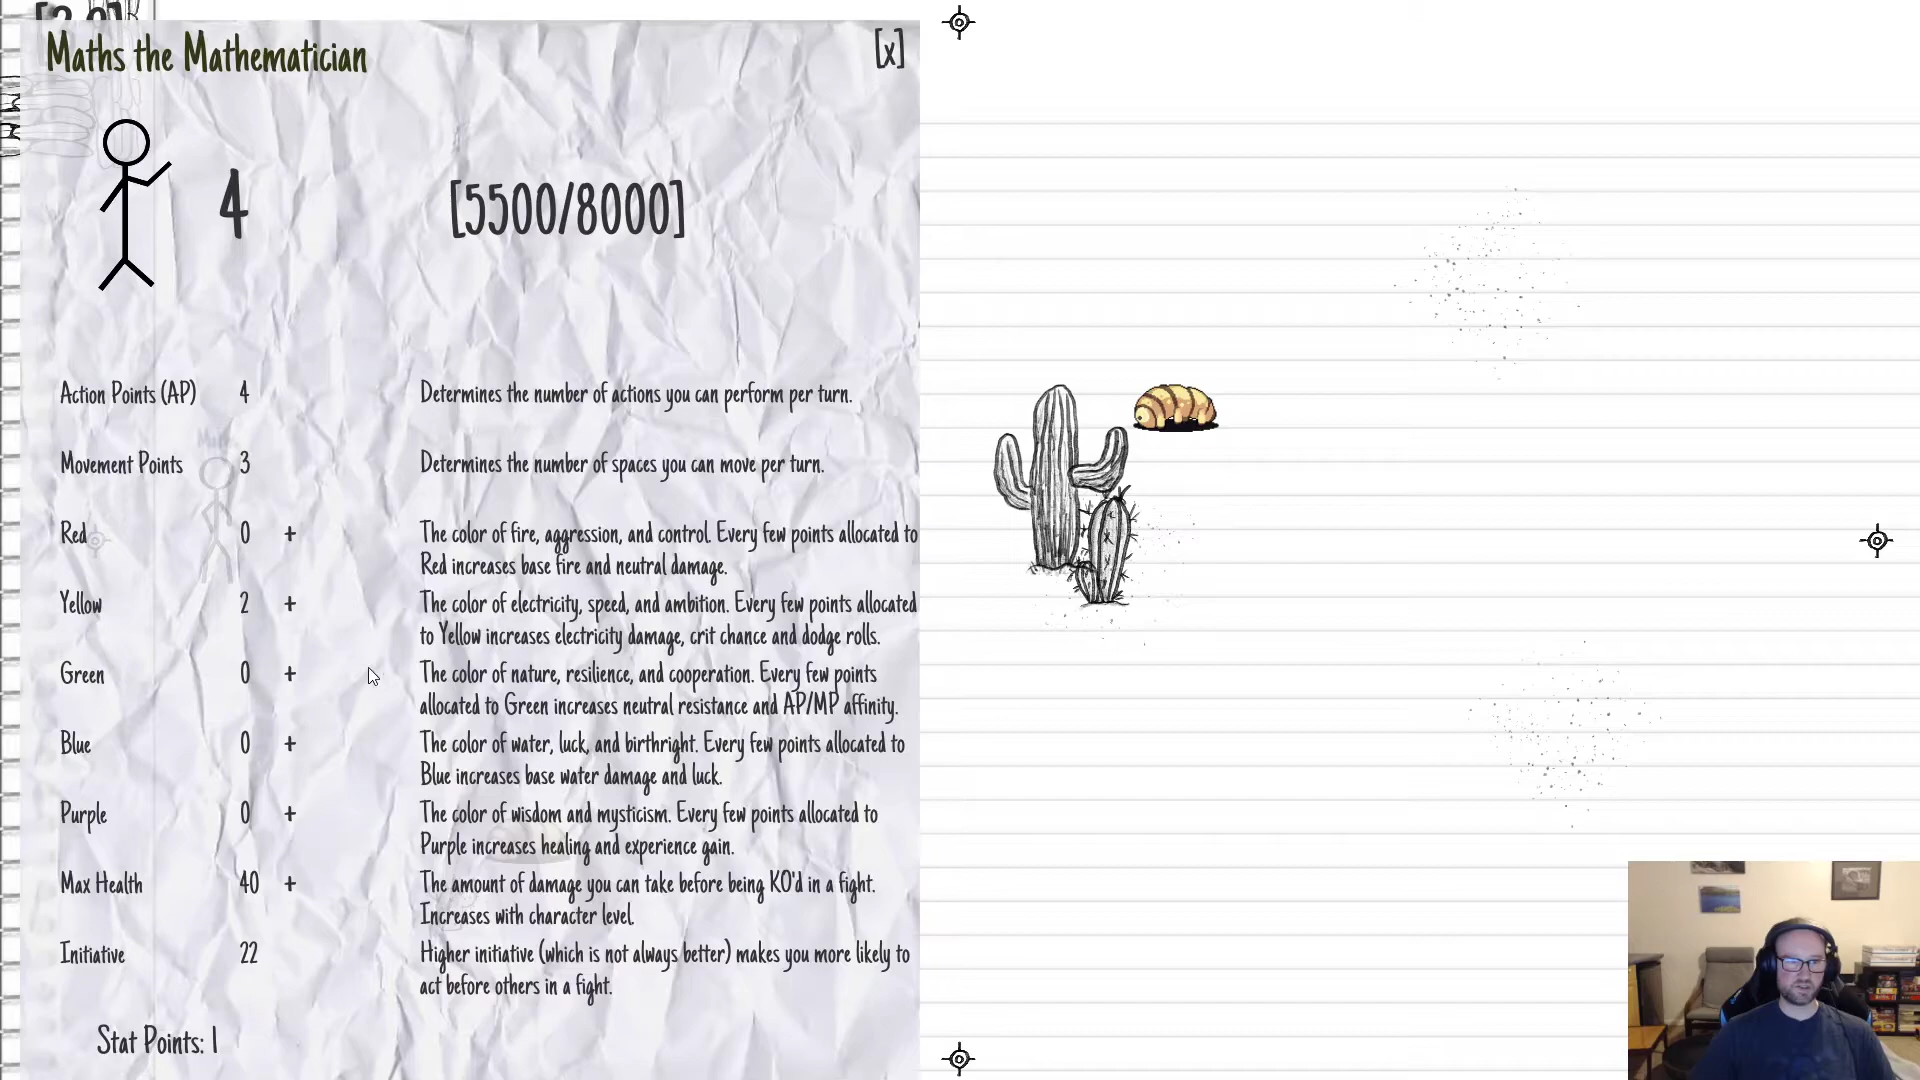 Maths the Mathematician
[x]
4
[5500/8000]
Action Points (AP) 4 Determines the number of actions you can perform per turn.
Movement Points 3 Determines the number of spaces you can move per turn.
Red 0 + The color of fire, aggression, and control. Every few points allocated to
Red increases base fire and neutral damage.
Yellow 2 + The color of electricity, speed, and ambition. Every few points allocated
to Yellow increases electricity damage, crit chance and dodge rolls.
Green 0 + The color of nature, resilience, and cooperation. Every few points
allocated to Green increases neutral resistance and AP/MP affinity.
Blue 0 + The color of water, luck, and birthright. Every few points allocated to
Blue increases base water damage and luck.
Purple 0 + The color of wisdom and mysticism. Every few points allocated to
Purple increases healing and experience gain.
Max Health 40 + The amount of damage you can take before being KO'd in a fight.
Increases with character level.
Initiative 22 Higher initiative (which is not always better) makes you more likely to
act before others in a fight.
Stat Points: 1